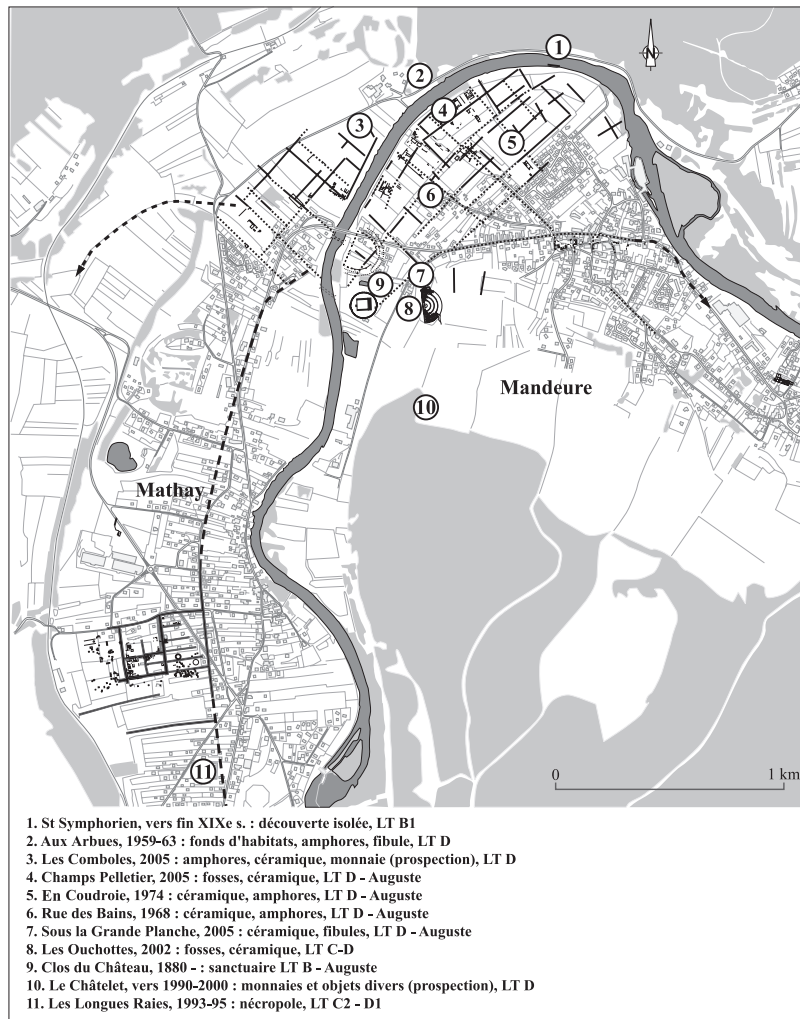 N
1
2
3
4
5
6
7
8
9
10
11
Mandeure
Mathay
0 1 km
1. St Symphorien, vers fin XIXe s. : découverte isolée, LT B1
2. Aux Arbues, 1959-63 : fonds d'habitats, amphores, fibule, LT D
3. Les Comboles, 2005 : amphores, céramique, monnaie (prospection), LT D
4. Champs Pelletier, 2005 : fosses, céramique, LT D - Auguste
5. En Coudroie, 1974 : céramique, amphores, LT D - Auguste
6. Rue des Bains, 1968 : céramique, amphores, LT D - Auguste
7. Sous la Grande Planche, 2005 : céramique, fibules, LT D - Auguste
8. Les Ouchottes, 2002 : fosses, céramique, LT C-D
9. Clos du Château, 1880 - : sanctuaire LT B - Auguste
10. Le Châtelet, vers 1990-2000 : monnaies et objets divers (prospection), LT D
11. Les Longues Raies, 1993-95 : nécropole, LT C2 - D1